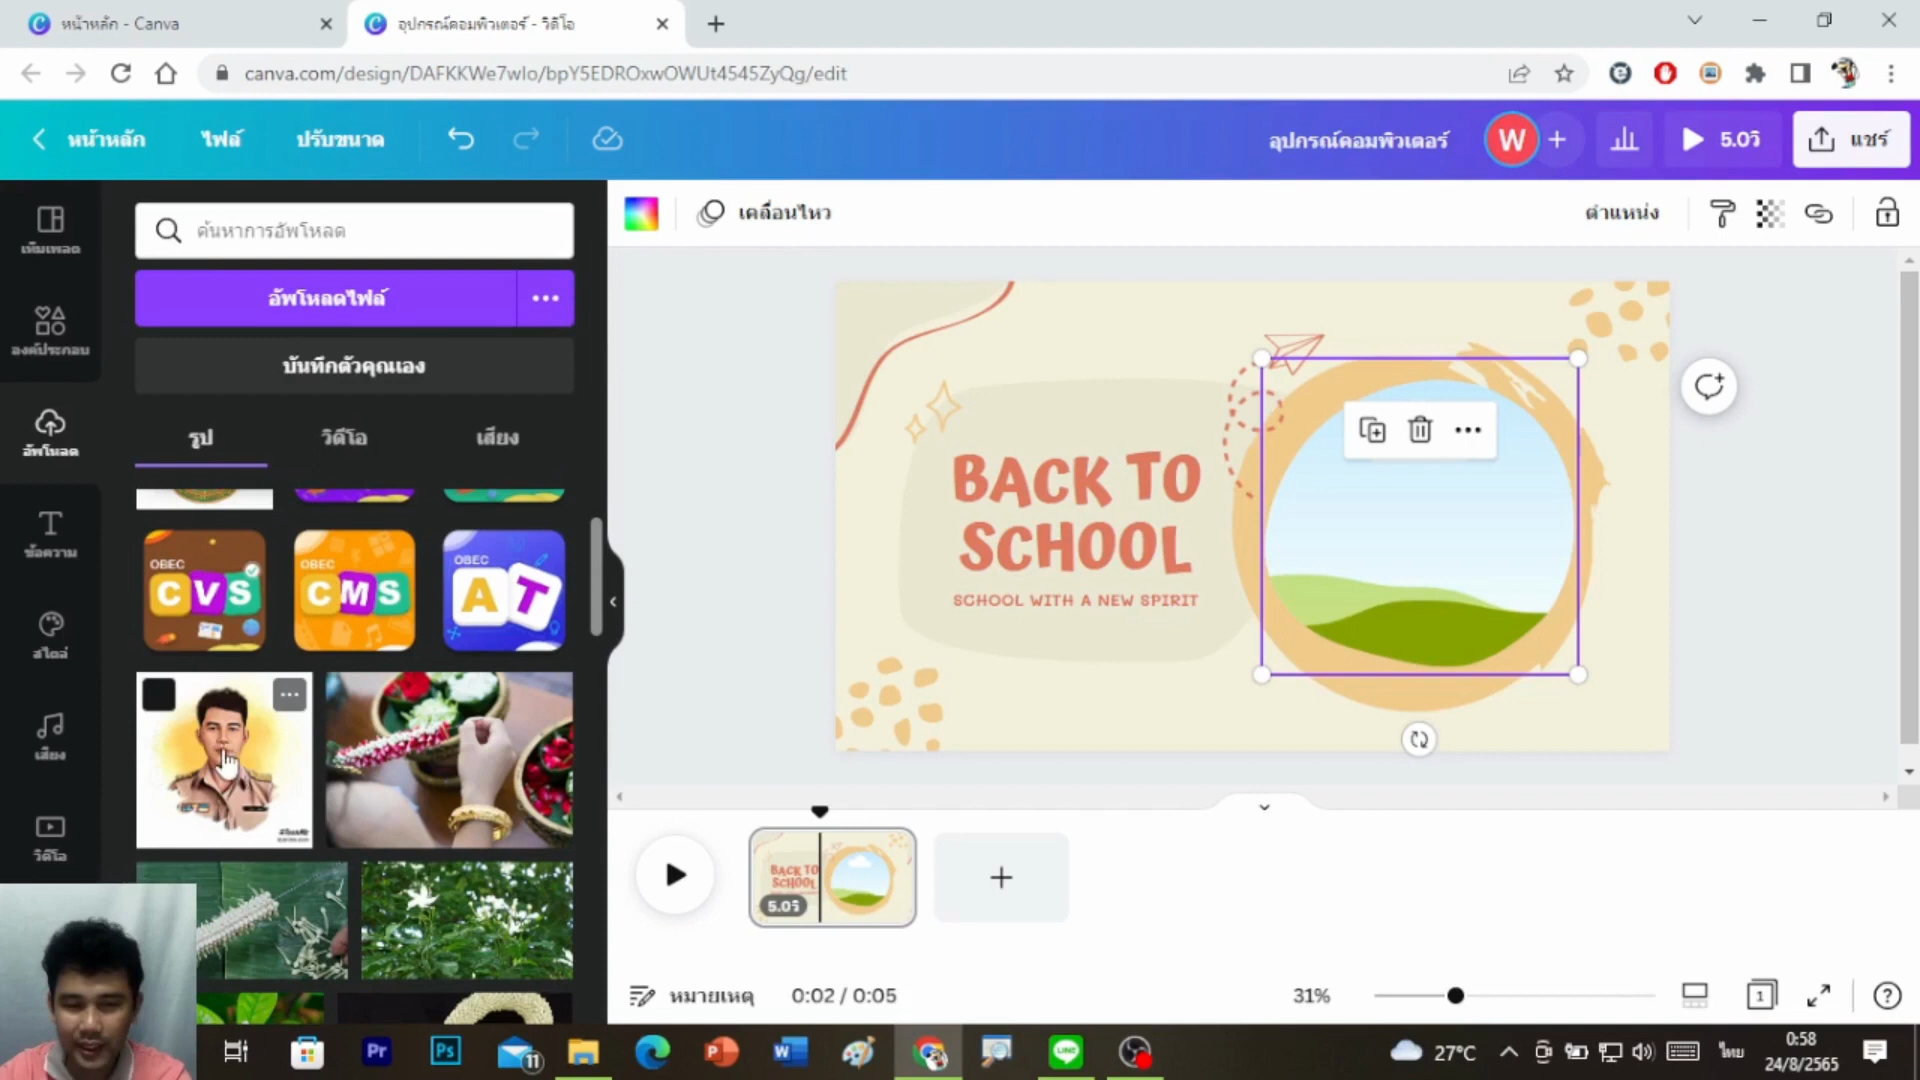 หน้าหลัก - Canva
อุปกรณ์คอมพิวเตอร์ - วิดีโอ
canva.com/design/DAFKKWe7wIo/bpY5EDROxwOWUt4545ZyQg/edit
หน้าหลัก
ไฟล์
ปรับขนาด
อุปกรณ์คอมพิวเตอร์
W
5.0วิ
แชร์
เท็มเพลต
องค์ประกอบ
อัพโหลด
ข้อความ
สไตล์
เสียง
วิดีโอ
ค้นหาการอัพโหลด
อัพโหลดไฟล์
บันทึกตัวคุณเอง
รูป
วิดีโอ
เสียง
OBEC
CVS
OBEC
CMS
OBEC
AT
เคลื่อนไหว
ตำแหน่ง
BACK TO
SCHOOL
SCHOOL WITH A NEW SPIRIT
BACK TO
SCHOOL
5.0วิ
หมายเหตุ
0:02 / 0:05
31%
1
Pr
Ps
11
LINE
27°C
ไทย
0:58
24/8/2565